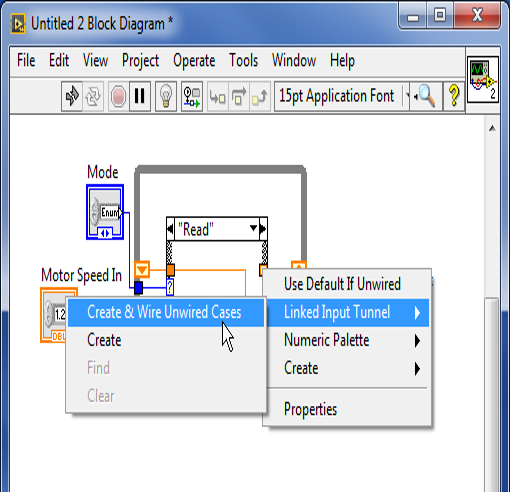 Untitled 2 Block Diagram *
File Edit View Project Operate Tools Window Help
15pt Application Font
2
Mode
Enum
"Read"
?
Motor Speed In
1.2
DBL
Use Default If Unwired
Linked Input Tunnel
Numeric Palette
Create
Properties
Create & Wire Unwired Cases
Create
Find
Clear